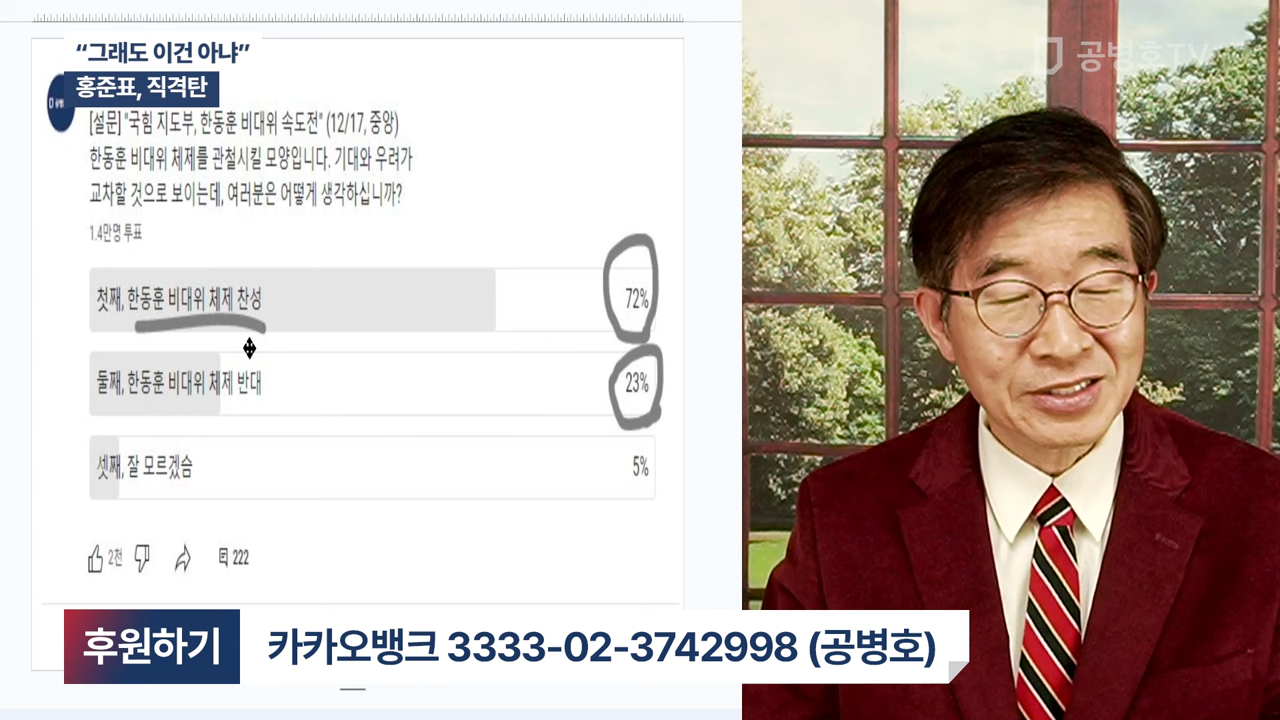 “그래도 이건 아냐”
홍준표, 직격탄
공병호TV
[설문] "국힘 지도부, 한동훈 비대위 속도전" (12/17, 중앙)
한동훈 비대위 체제를 관철시킬 모양입니다. 기대와 우려가
교차할 것으로 보이는데, 여러분은 어떻게 생각하십니까?
1.4만명 투표
첫째, 한동훈 비대위 체제 찬성 72%
둘째, 한동훈 비대위 체제 반대 23%
셋째, 잘 모르겠슴 5%
2천 222
후원하기 카카오뱅크 3333-02-3742998 (공병호)